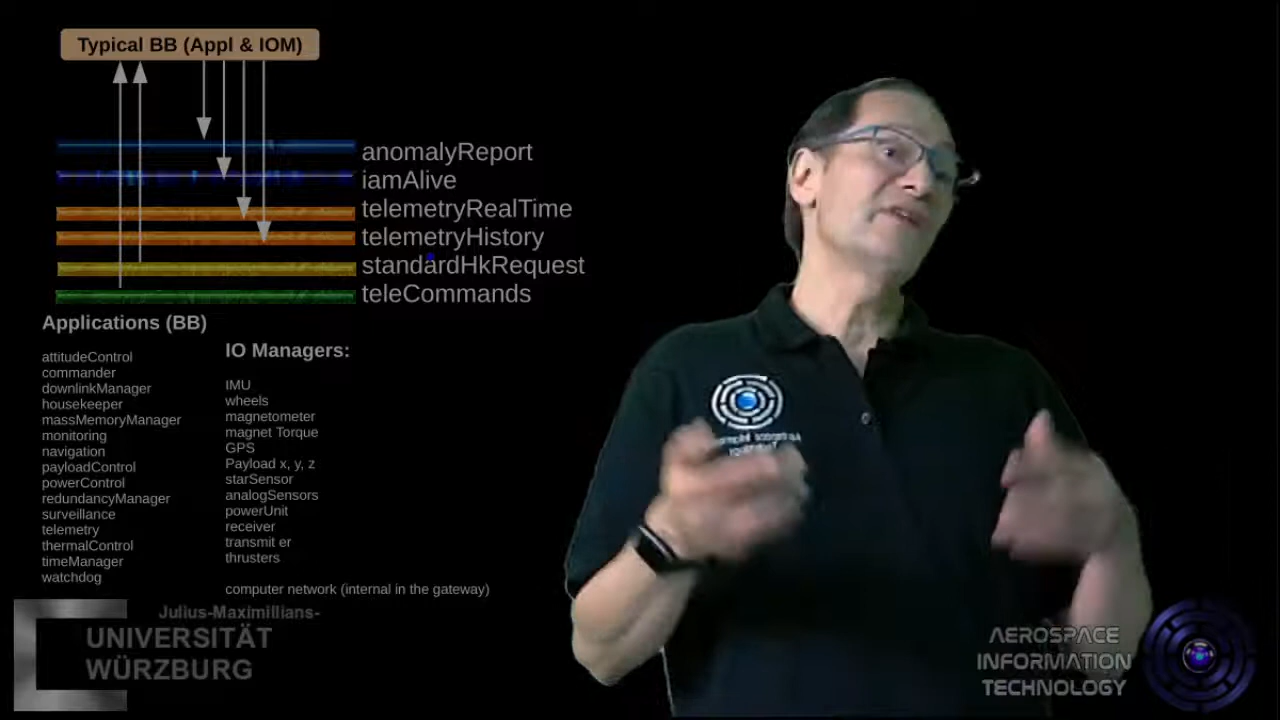 Typical BB (Appl & IOM)
anomalyReport
iamAlive
telemetryRealTime
telemetryHistory
standardHkRequest
teleCommands
Applications (BB)
attitudeControl
commander
downlinkManager
housekeeper
massMemoryManager
monitoring
navigation
payloadControl
powerControl
redundancyManager
surveillance
telemetry
thermalControl
timeManager
watchdog
IO Managers:
IMU
wheels
magnetometer
magnet Torque
GPS
Payload x, y, z
starSensor
analogSensors
powerUnit
receiver
transmit er
thrusters
computer network (internal in the gateway)
Julius-Maximillians-
UNIVERSITÄT
WÜRZBURG
AEROSPACE
INFORMATION
TECHNOLOGY